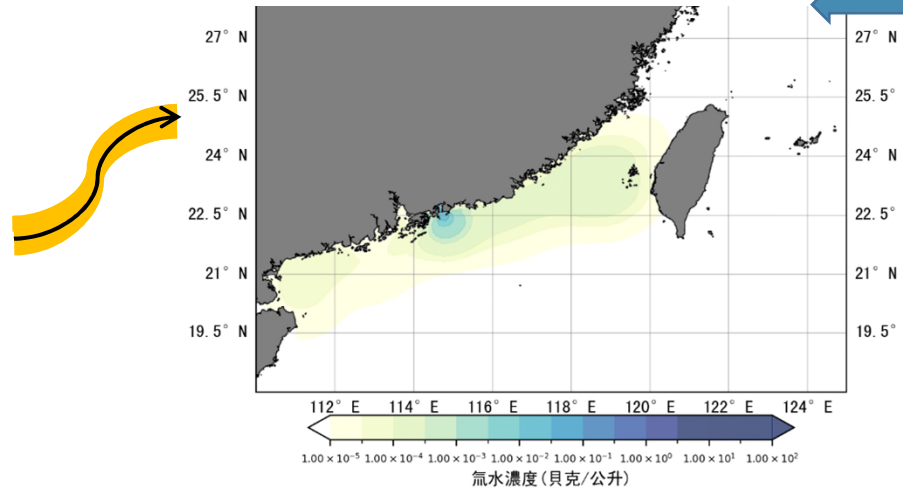 27° N
25.5° N 25.5° N
24° N 24° N
22.5° N 22.5° N
21° N 21° N
19.5° N 19.5° N
27° N
112° E 114° E 116° E 118° E 120° E 122° E 124° E
1.00 × 10⁻⁵ 1.00 × 10⁻⁴ 1.00 × 10⁻³ 1.00 × 10⁻² 1.00 × 10⁻¹ 1.00 × 10⁰ 1.00 × 10¹ 1.00 × 10²
氚水濃度(貝克/公升)